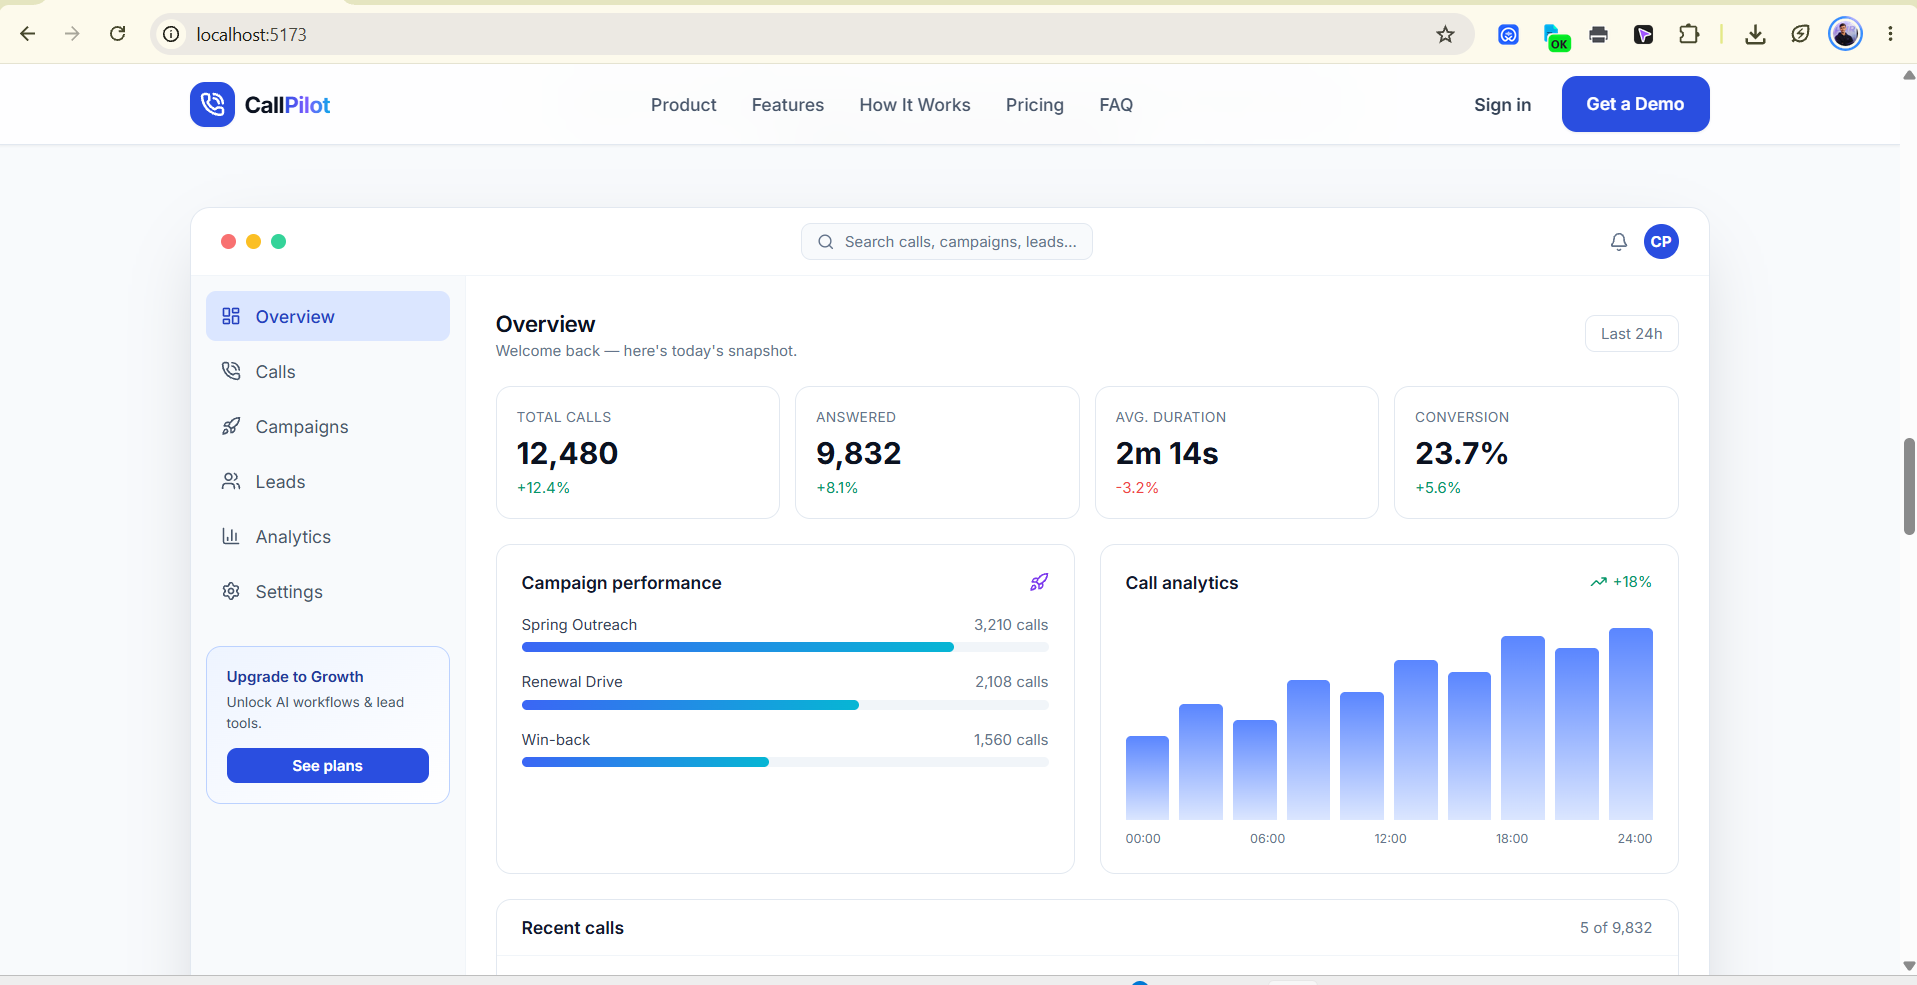 localhost:5173
OK
CallPilot
Product
Features
How It Works
Pricing
FAQ
Sign in
Get a Demo
Search calls, campaigns, leads...
CP
Overview
Calls
Campaigns
Leads
Analytics
Settings
Upgrade to Growth
Unlock AI workflows & lead
tools.
See plans
Overview
Welcome back — here's today's snapshot.
Last 24h
TOTAL CALLS
12,480
+12.4%
ANSWERED
9,832
+8.1%
AVG. DURATION
2m 14s
-3.2%
CONVERSION
23.7%
+5.6%
Campaign performance
Spring Outreach
3,210 calls
Renewal Drive
2,108 calls
Win-back
1,560 calls
Call analytics
+18%
00:00
06:00
12:00
18:00
24:00
Recent calls
5 of 9,832